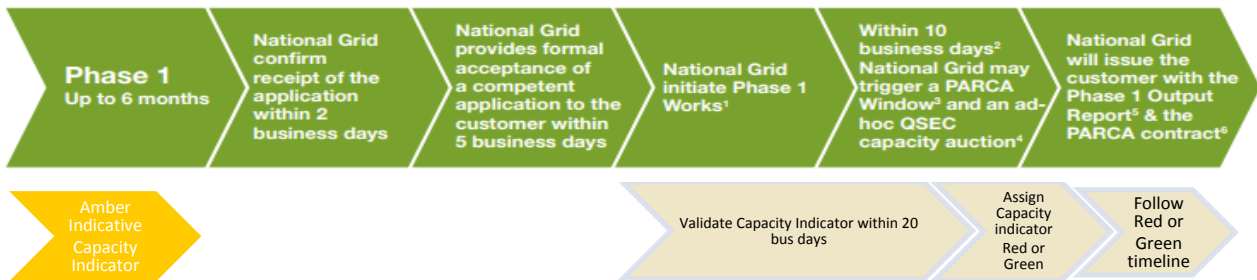 Phase 1
Up to 6 months
National Grid
confirm
receipt of the
application
within 2
business days
National Grid
provides formal
acceptance of
a competent
application to the
customer within
5 business days
National Grid
initiate Phase 1
Works¹
Within 10
business days²
National Grid may
trigger a PARCA
Window³ and an ad-
hoc QSEC
capacity auction⁴
National Grid
will issue the
customer with the
Phase 1 Output
Report⁵ & the
PARCA contract⁶
Amber
Indicative
Capacity
Indicator
Validate Capacity Indicator within 20
bus days
Assign
Capacity
indicator
Red or
Green
Follow
Red or
Green
timeline